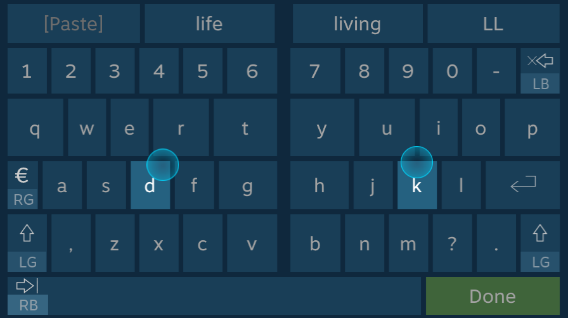 [Paste] life living LL
1 2 3 4 5 6 7 8 9 0 - LB
q w e r t y u i o p
€ RG a s d f g h j k l
LG , z x c v b n m ? . LG
RB Done